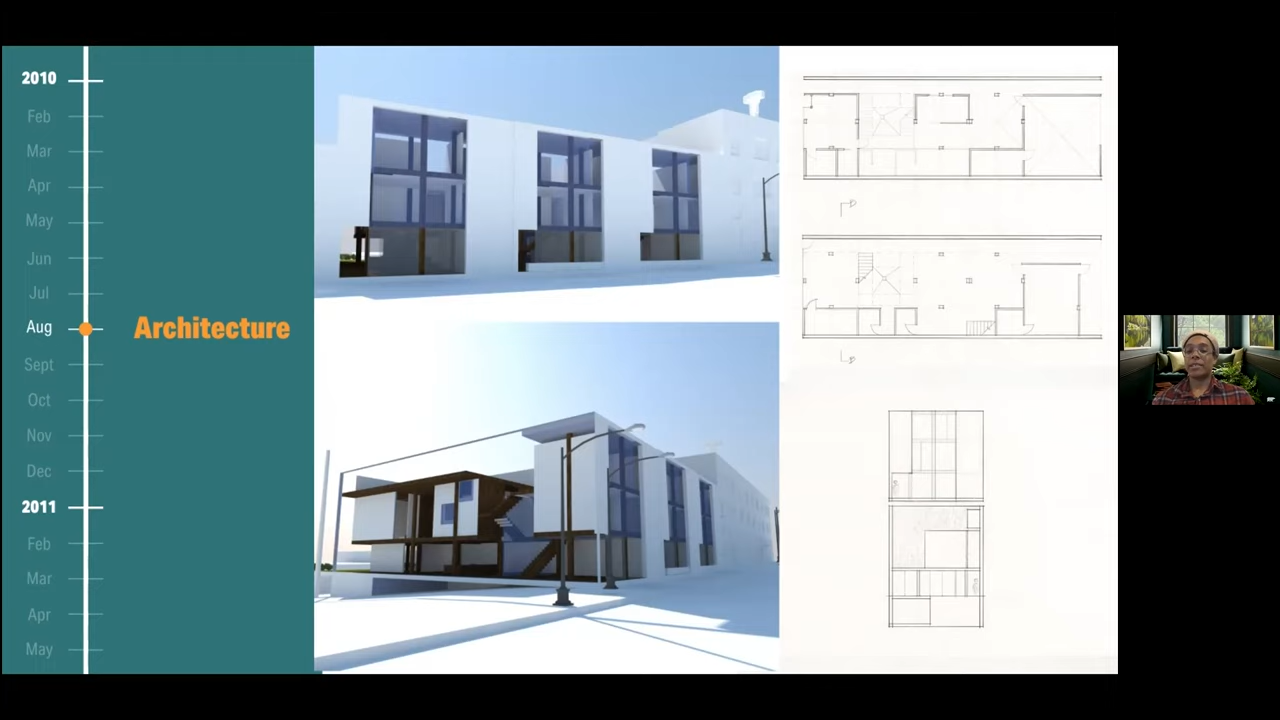 2010
Feb
Mar
Apr
May
Jun
Jul
Aug
Architecture
Sept
Oct
Nov
Dec
2011
Feb
Mar
Apr
May